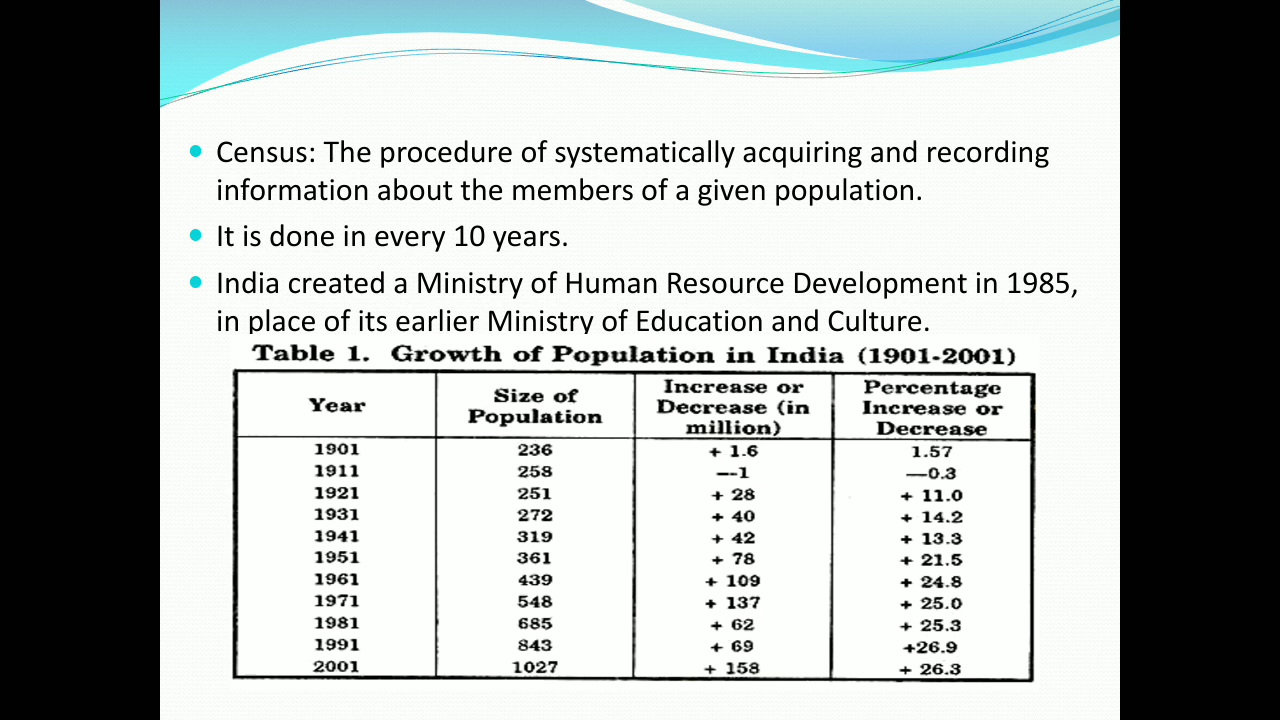 Census: The procedure of systematically acquiring and recording
information about the members of a given population.
It is done in every 10 years.
India created a Ministry of Human Resource Development in 1985,
in place of its earlier Ministry of Education and Culture.
Table 1. Growth of Population in India (1901-2001)
Year Size of Population Increase or Decrease (in million) Percentage Increase or Decrease
1901 236 + 1.6 1.57
1911 258 —-1 —0.3
1921 251 + 28 + 11.0
1931 272 + 40 + 14.2
1941 319 + 42 + 13.3
1951 361 + 78 + 21.5
1961 439 + 109 + 24.8
1971 548 + 137 + 25.0
1981 685 + 62 + 25.3
1991 843 + 69 +26.9
2001 1027 + 158 + 26.3